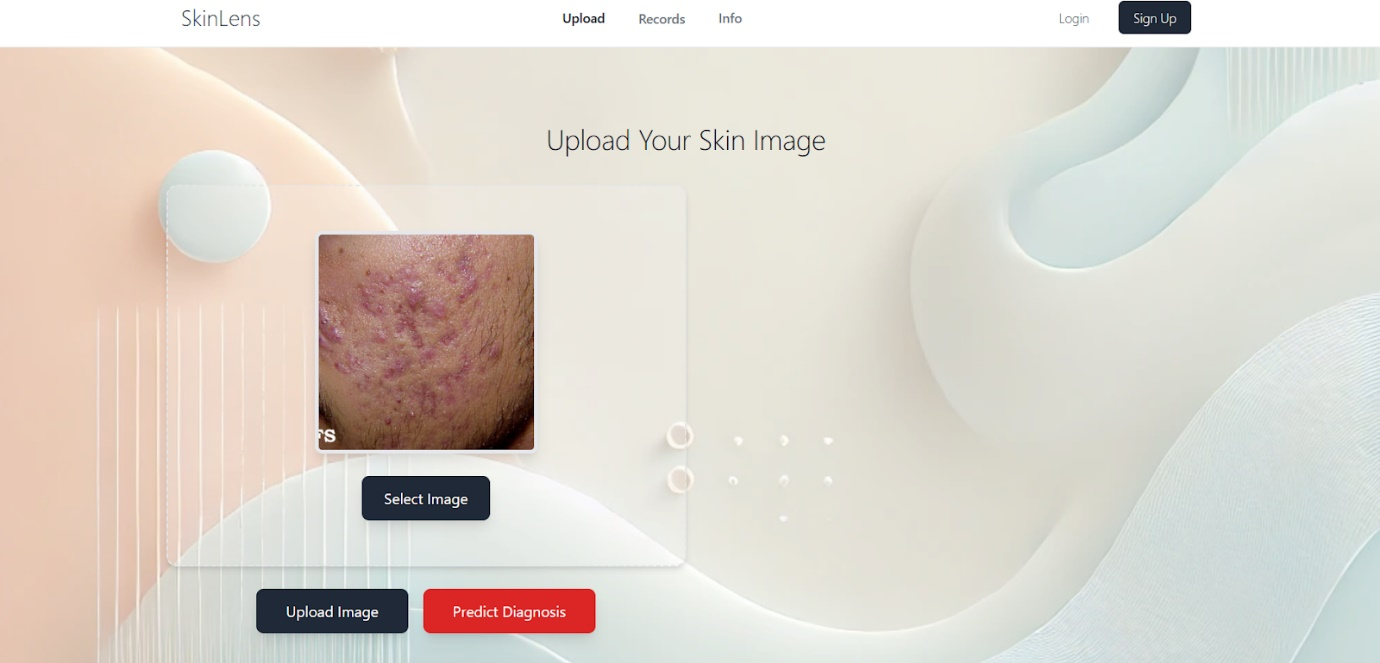 SkinLens Upload Records Info Login Sign Up
Upload Your Skin Image
Select Image
Upload Image Predict Diagnosis